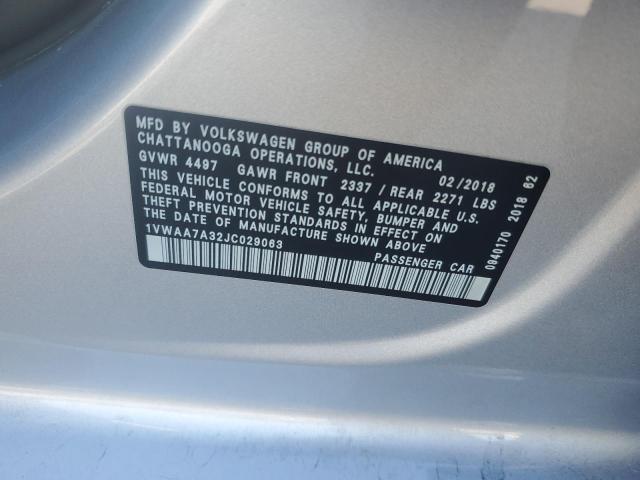 MFD BY VOLKSWAGEN GROUP OF AMERICA
CHATTANOOGA OPERATIONS, LLC. 02/2018
GVWR 4497 GAWR FRONT 2337 / REAR 2271 LBS
THIS VEHICLE CONFORMS TO ALL APPLICABLE U.S.
FEDERAL MOTOR VEHICLE SAFETY, BUMPER AND
THEFT PREVENTION STANDARDS IN EFFECT ON
THE DATE OF MANUFACTURE SHOWN ABOVE
1VWAA7A32JC029063
PASSENGER CAR
0940170 2018 62